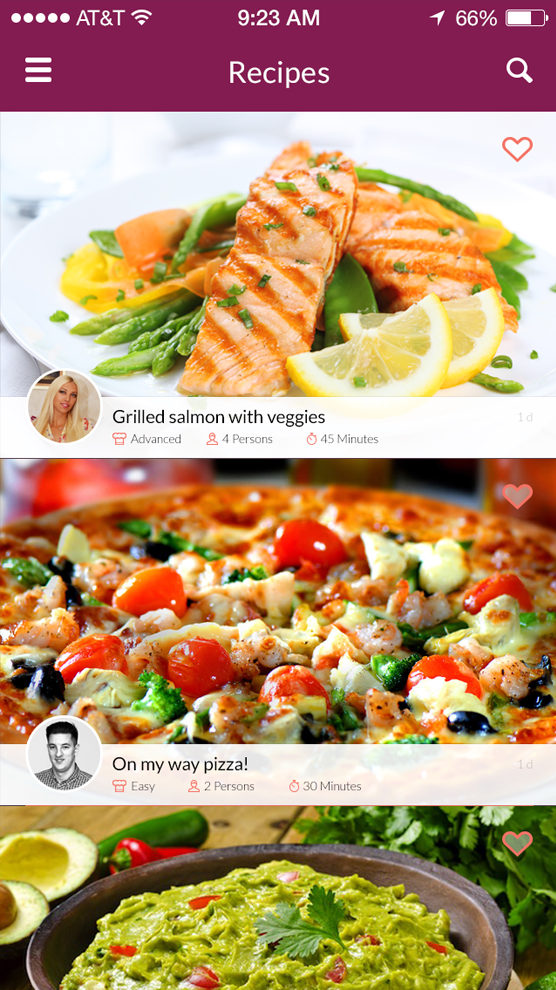 AT&T 9:23 AM 66%
Recipes
Grilled salmon with veggies 1 d
Advanced 4 Persons 45 Minutes
On my way pizza! 1 d
Easy 2 Persons 30 Minutes